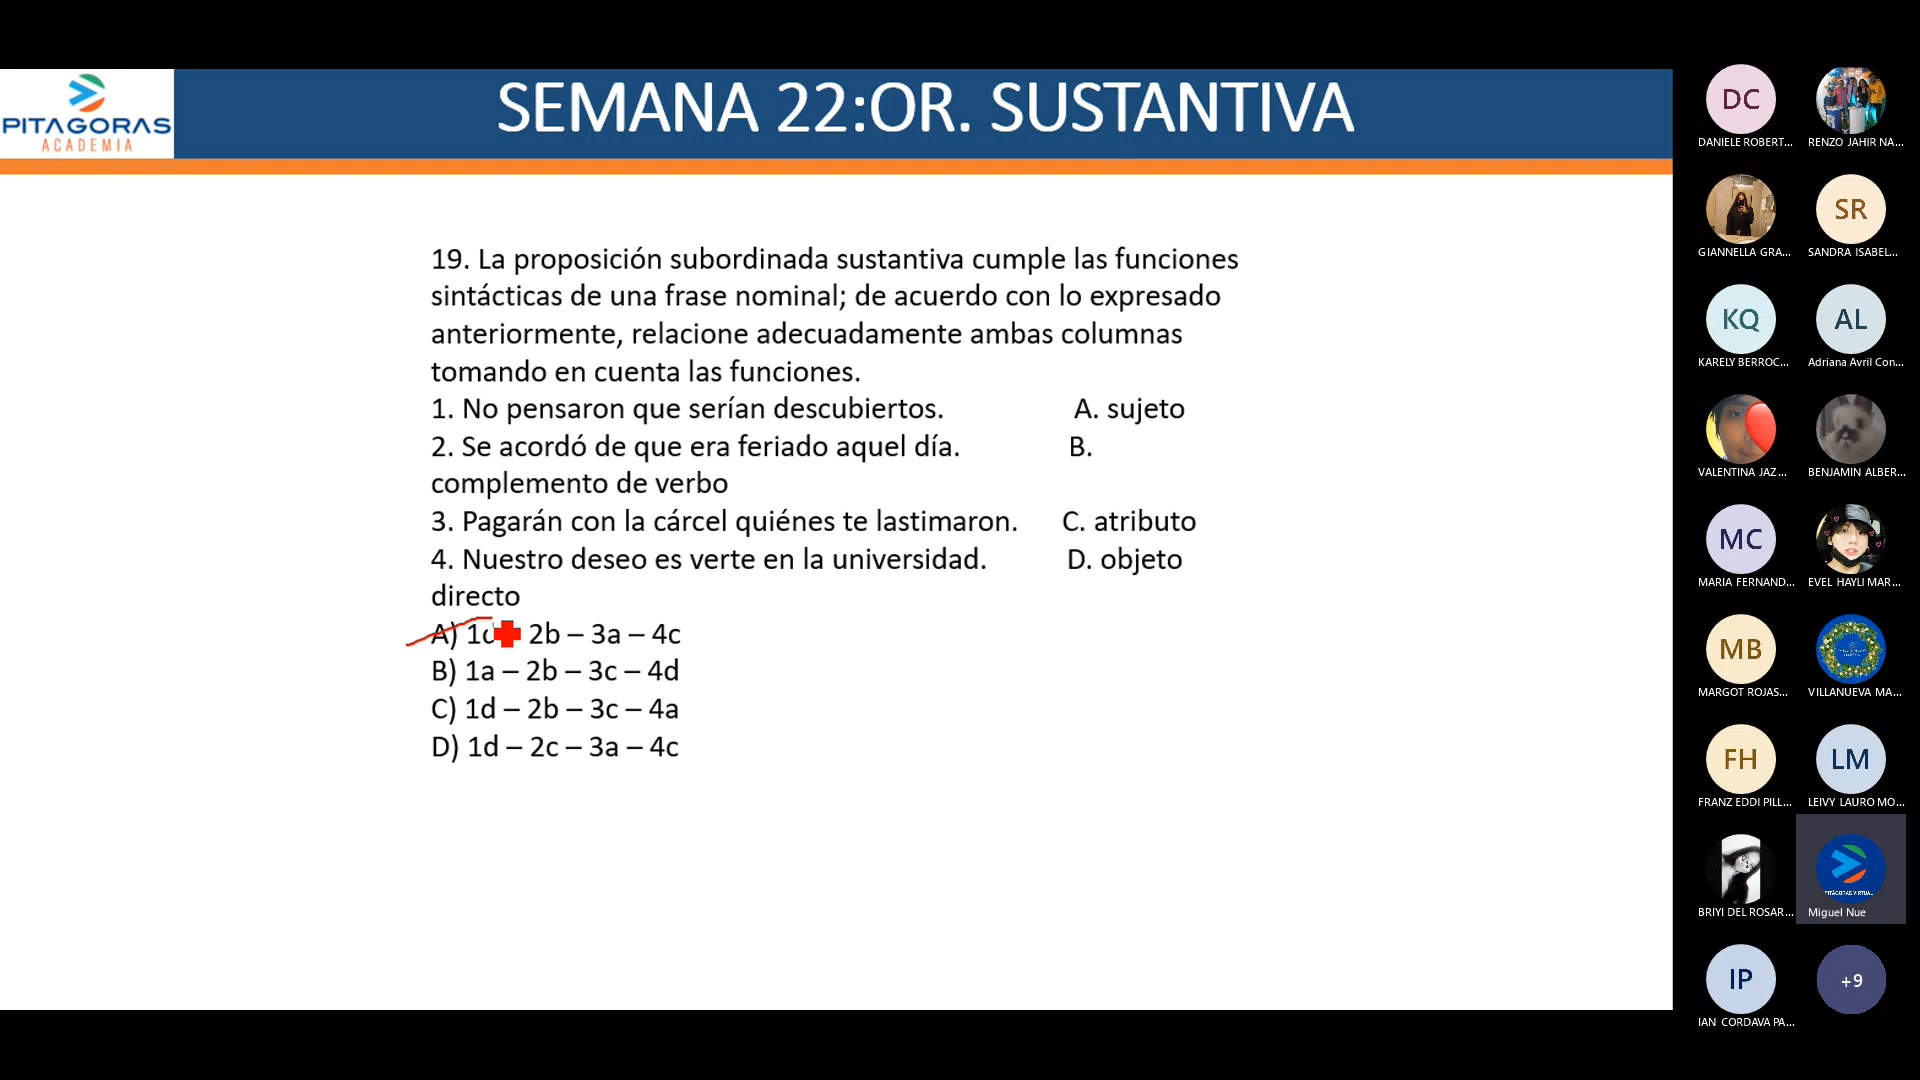 PITAGORAS
ACADEMIA
SEMANA 22:OR. SUSTANTIVA
19. La proposición subordinada sustantiva cumple las funciones
sintácticas de una frase nominal; de acuerdo con lo expresado
anteriormente, relacione adecuadamente ambas columnas
tomando en cuenta las funciones.
1. No pensaron que serían descubiertos. A. sujeto
2. Se acordó de que era feriado aquel día. B.
complemento de verbo
3. Pagarán con la cárcel quiénes te lastimaron. C. atributo
4. Nuestro deseo es verte en la universidad. D. objeto
directo
A) 1d 2b – 3a – 4c
B) 1a – 2b – 3c – 4d
C) 1d – 2b – 3c – 4a
D) 1d – 2c – 3a – 4c
DC
DANIELE ROBERT...
RENZO JAHIR NA...
GIANNELLA GRA...
SR
SANDRA ISABEL...
KQ
KARELY BERROC...
AL
Adriana Avril Con...
VALENTINA JAZ...
BENJAMIN ALBER...
MC
MARIA FERNAND...
EVEL HAYLI MAR...
MB
MARGOT ROJAS...
VILLANUEVA MA...
FH
FRANZ EDDI PILL...
LM
LEIVY LAURO MO...
BRIYI DEL ROSAR...
PITÁGORAS VIRTUAL
Miguel Nue
IP
IAN CORDAVA PA...
+9